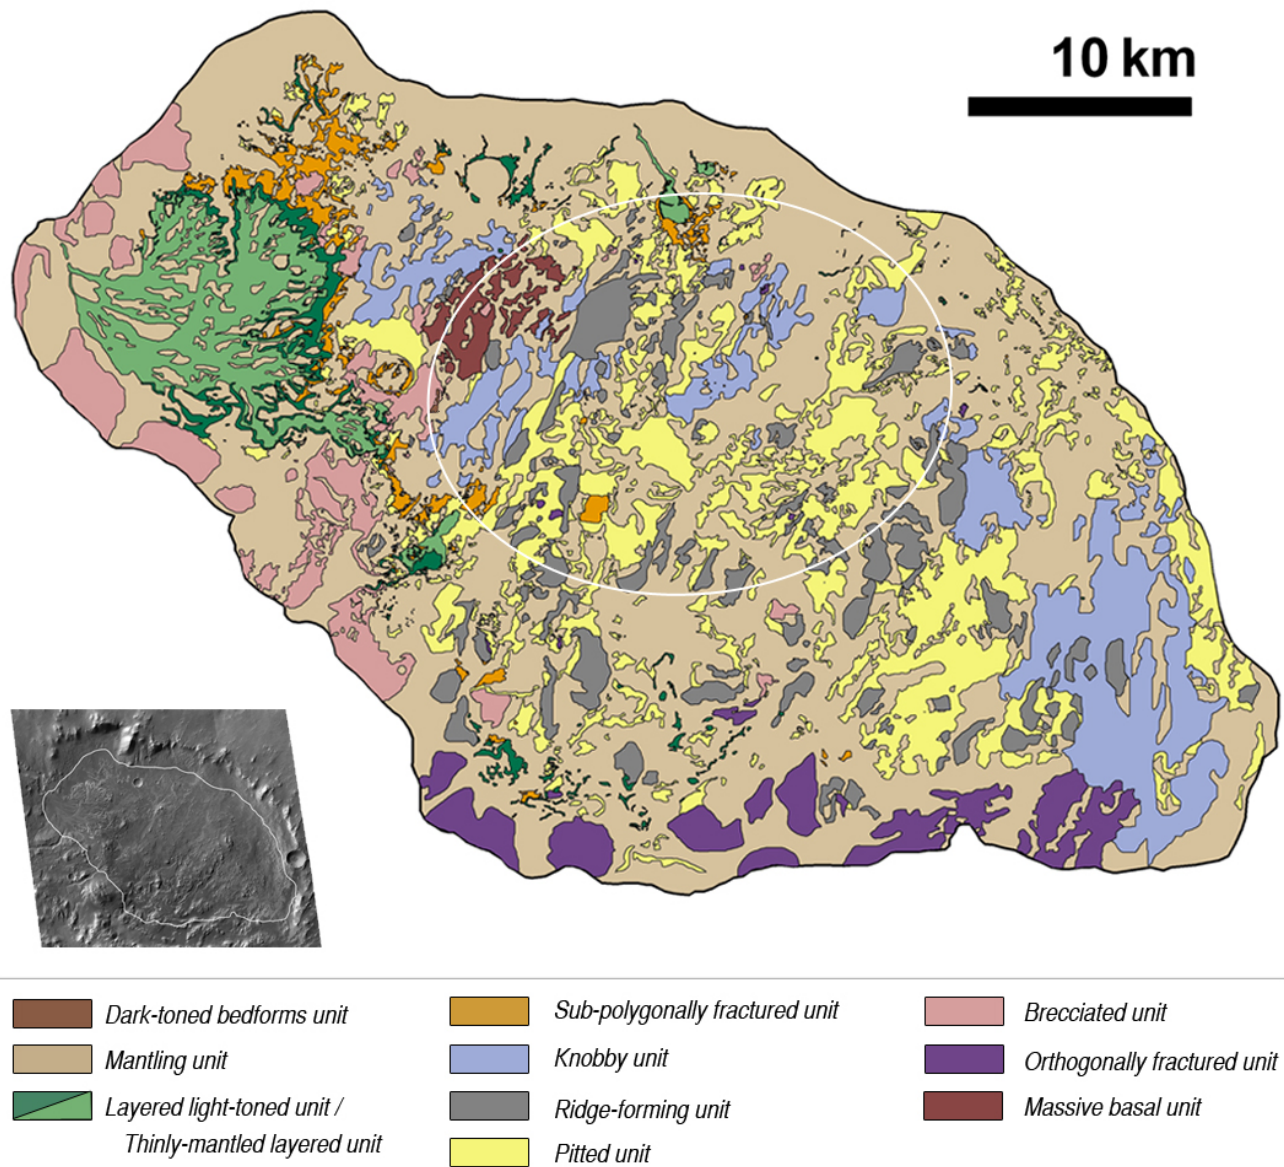 10 km
Dark-toned bedforms unit
Mantling unit
Layered light-toned unit /
Thinly-mantled layered unit
Sub-polygonally fractured unit
Knobby unit
Ridge-forming unit
Pitted unit
Brecciated unit
Orthogonally fractured unit
Massive basal unit